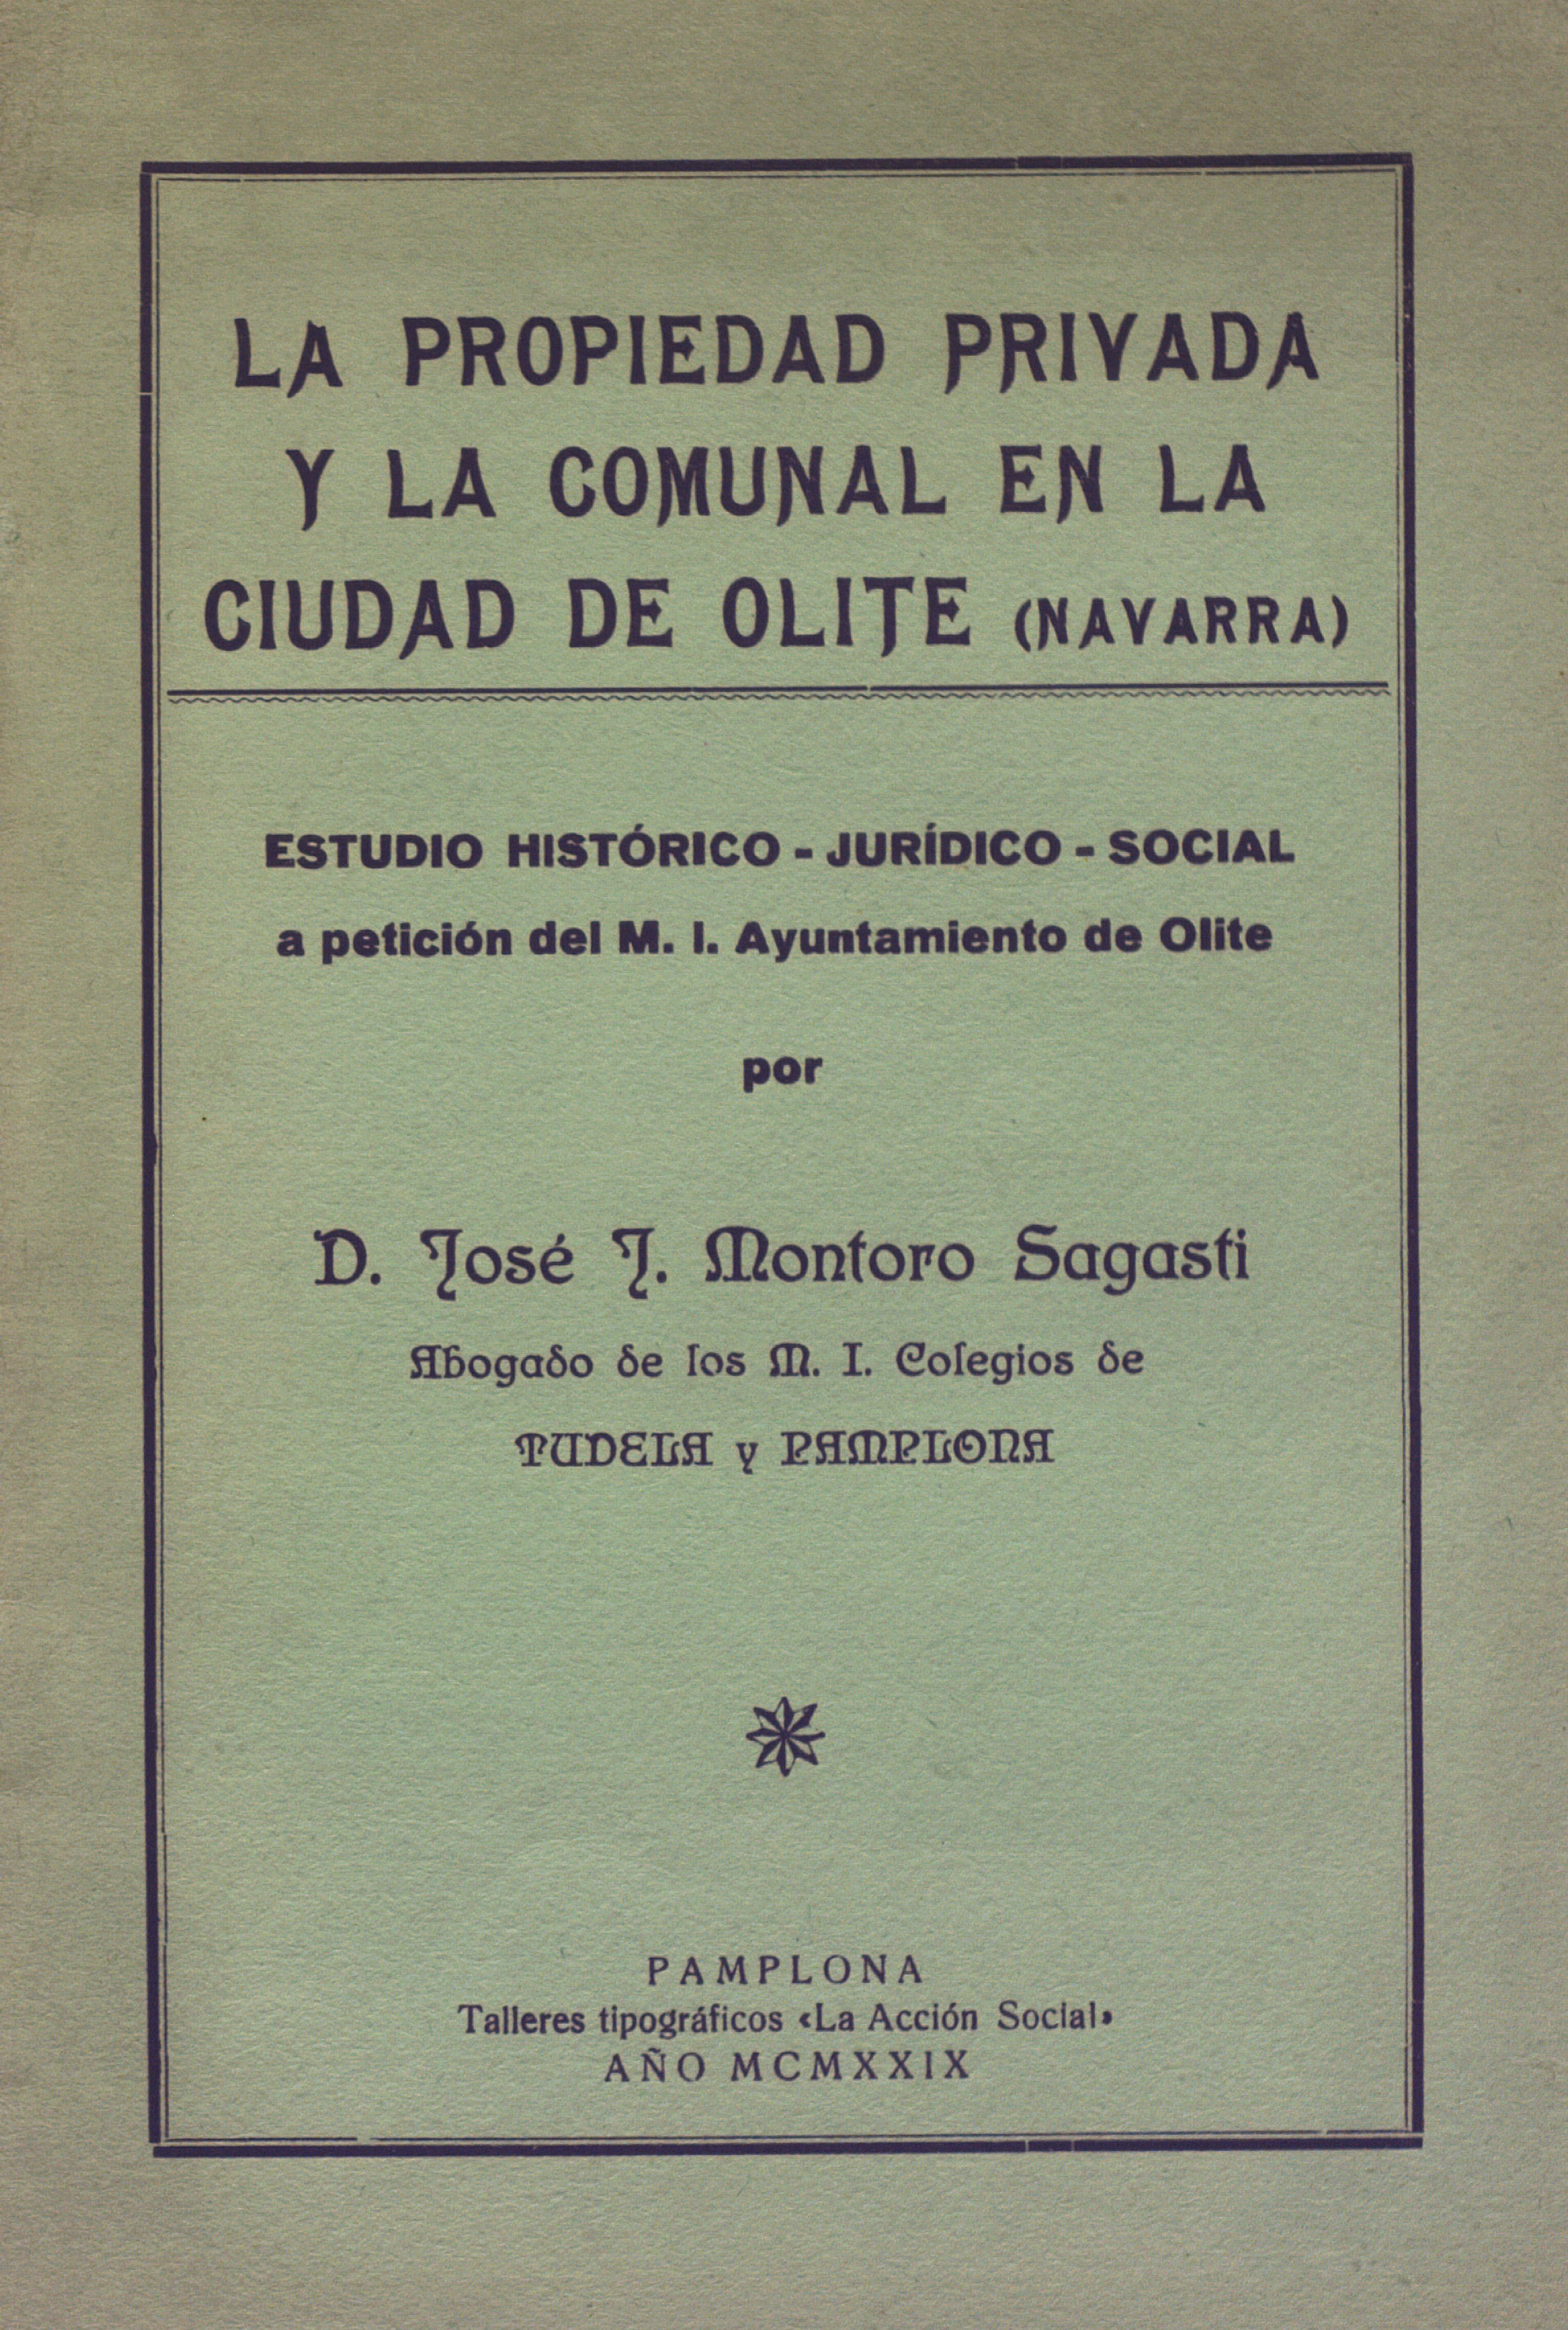 LA PROPIEDAD PRIVADA
Y LA COMUNAL EN LA
CIUDAD DE OLITE (NAVARRA)
ESTUDIO HISTÓRICO - JURÍDICO - SOCIAL
a petición del M. I. Ayuntamiento de Olite
por
D. José J. Montoro Sagasti
Abogado de los M. I. Colegios de
TUDELA y PAMPLONA
PAMPLONA
Talleres tipográficos «La Acción Social»
AÑO MCMXXIX